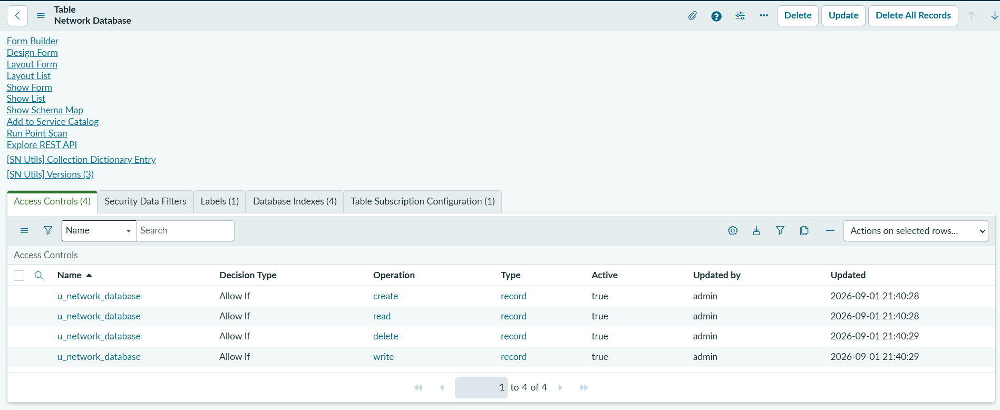 Table
Network Database
Delete
Update
Delete All Records
Form Builder
Design Form
Layout Form
Layout List
Show Form
Show List
Show Schema Map
Add to Service Catalog
Run Point Scan
Explore REST API
[SN Utils] Collection Dictionary Entry
[SN Utils] Versions (3)
Access Controls (4) Security Data Filters Labels (1) Database Indexes (4) Table Subscription Configuration (1)
Name Search Actions on selected rows...
Access Controls
Name Decision Type Operation Type Active Updated by Updated
u_network_database Allow If create record true admin 2026-09-01 21:40:28
u_network_database Allow If read record true admin 2026-09-01 21:40:28
u_network_database Allow If delete record true admin 2026-09-01 21:40:29
u_network_database Allow If write record true admin 2026-09-01 21:40:29
1 to 4 of 4